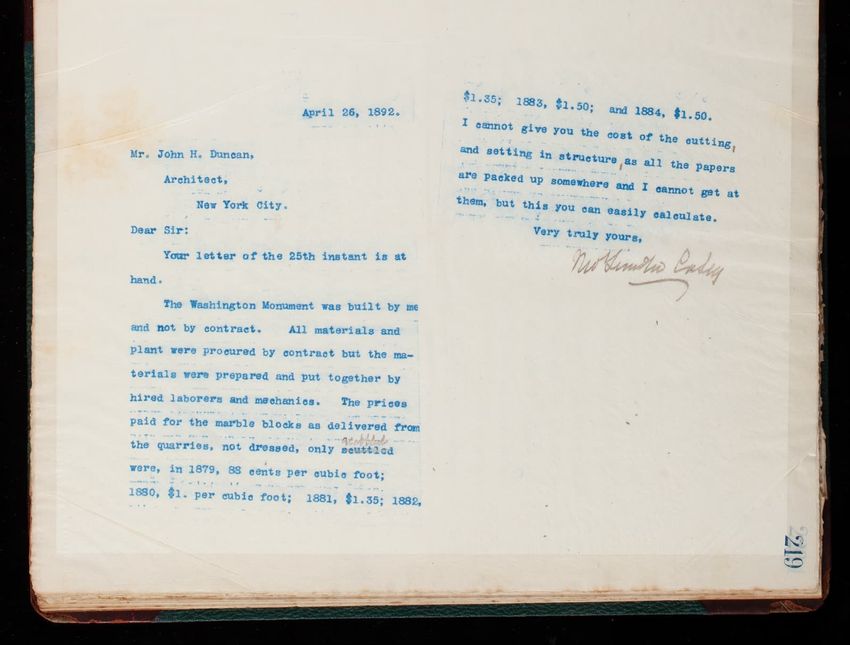 April 26, 1892.
Mr. John H. Duncan,
Architect,
New York City.
Dear Sir:
Your letter of the 25th instant is at
hand.
The Washington Monument was built by me
and not by contract. All materials and
plant were procured by contract but the ma-
terials were prepared and put together by
hired laborers and mechanics. The prices
paid for the marble blocks as delivered from
the quarries, not dressed, only scuttled
were, in 1879, 88 cents per cubic foot;
1880, $1. per cubic foot; 1881, $1.35; 1882,
$1.35; 1883, $1.50; and 1884, $1.50.
I cannot give you the cost of the cutting,
and setting in structure, as all the papers
are packed up somewhere and I cannot get at
them, but this you can easily calculate.
Very truly yours,
Thos Lincoln Casey
219